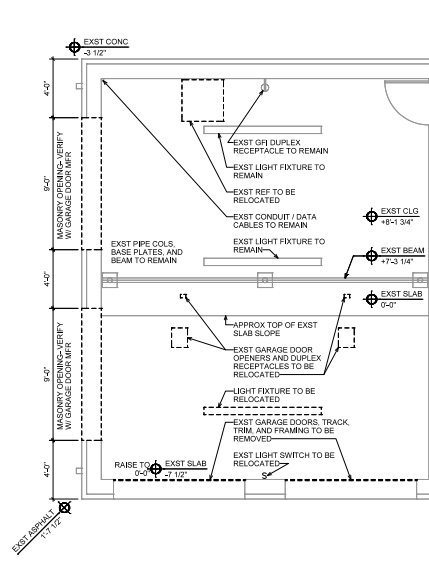 EXST CONC
-3 1/2"
4'-0"
MASONRY OPENING- VERIFY
W/ GARAGE DOOR MFR
9'-0"
EXST GFI DUPLEX
RECEPTACLE TO REMAIN
EXST LIGHT FIXTURE TO
REMAIN
EXST REF TO BE
RELOCATED
EXST CONDUIT / DATA
CABLES TO REMAIN
EXST CLG
+8'-1 3/4"
EXST PIPE COLS,
BASE PLATES, AND
BEAM TO REMAIN
EXST LIGHT FIXTURE TO
REMAIN
EXST BEAM
+7'-3 1/4"
4'-0"
EXST SLAB
0'-0"
APPROX TOP OF EXST
SLAB SLOPE
EXST GARAGE DOOR
OPENERS AND DUPLEX
RECEPTACLES TO BE
RELOCATED
MASONRY OPENING- VERIFY
W/ GARAGE DOOR MFR
9'-0"
LIGHT FIXTURE TO BE
RELOCATED
EXST GARAGE DOORS, TRACK,
TRIM, AND FRAMING TO BE
REMOVED
EXST LIGHT SWITCH TO BE
RELOCATED
S
4'-0"
RAISE TO
0'-0"
EXST SLAB
-7 1/2"
EXST ASPHALT
1'-7 1/2"